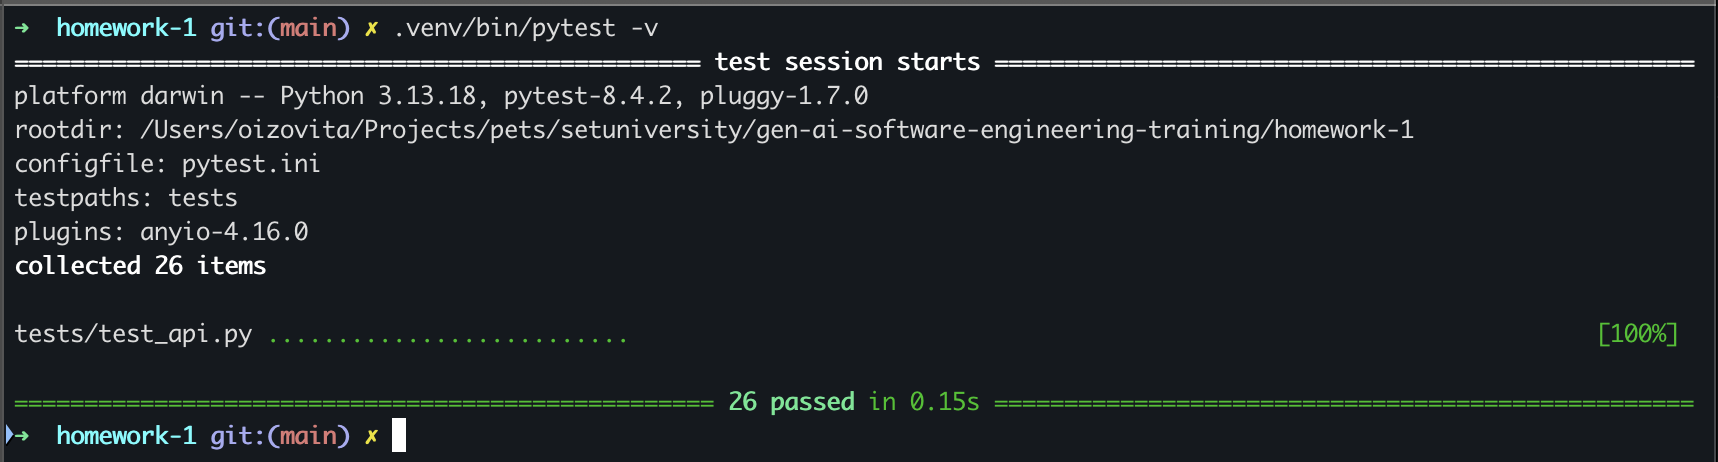 ➜  homework-1 git:(main) ✗ .venv/bin/pytest -v
================================================= test session starts ==================================================
platform darwin -- Python 3.13.18, pytest-8.4.2, pluggy-1.7.0
rootdir: /Users/oizovita/Projects/pets/setuniversity/gen-ai-software-engineering-training/homework-1
configfile: pytest.ini
testpaths: tests
plugins: anyio-4.16.0
collected 26 items
tests/test_api.py .......................... [100%]
================================================== 26 passed in 0.15s ==================================================
➜  homework-1 git:(main) ✗